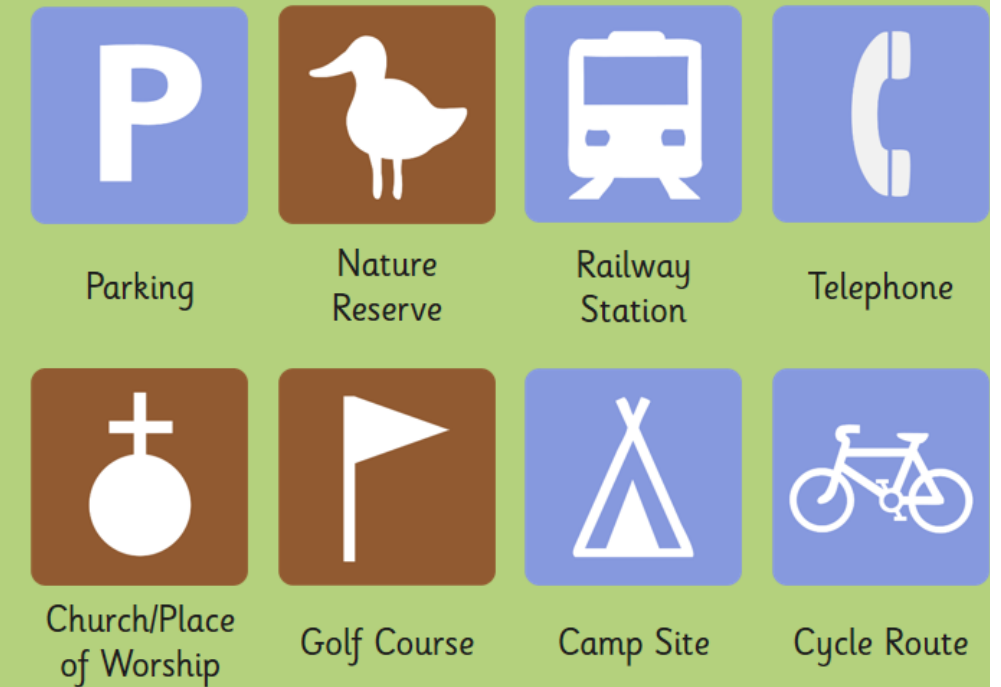 P
Parking
Nature
Reserve
Railway
Station
Telephone
Church/Place
of Worship
Golf Course
Camp Site
Cycle Route